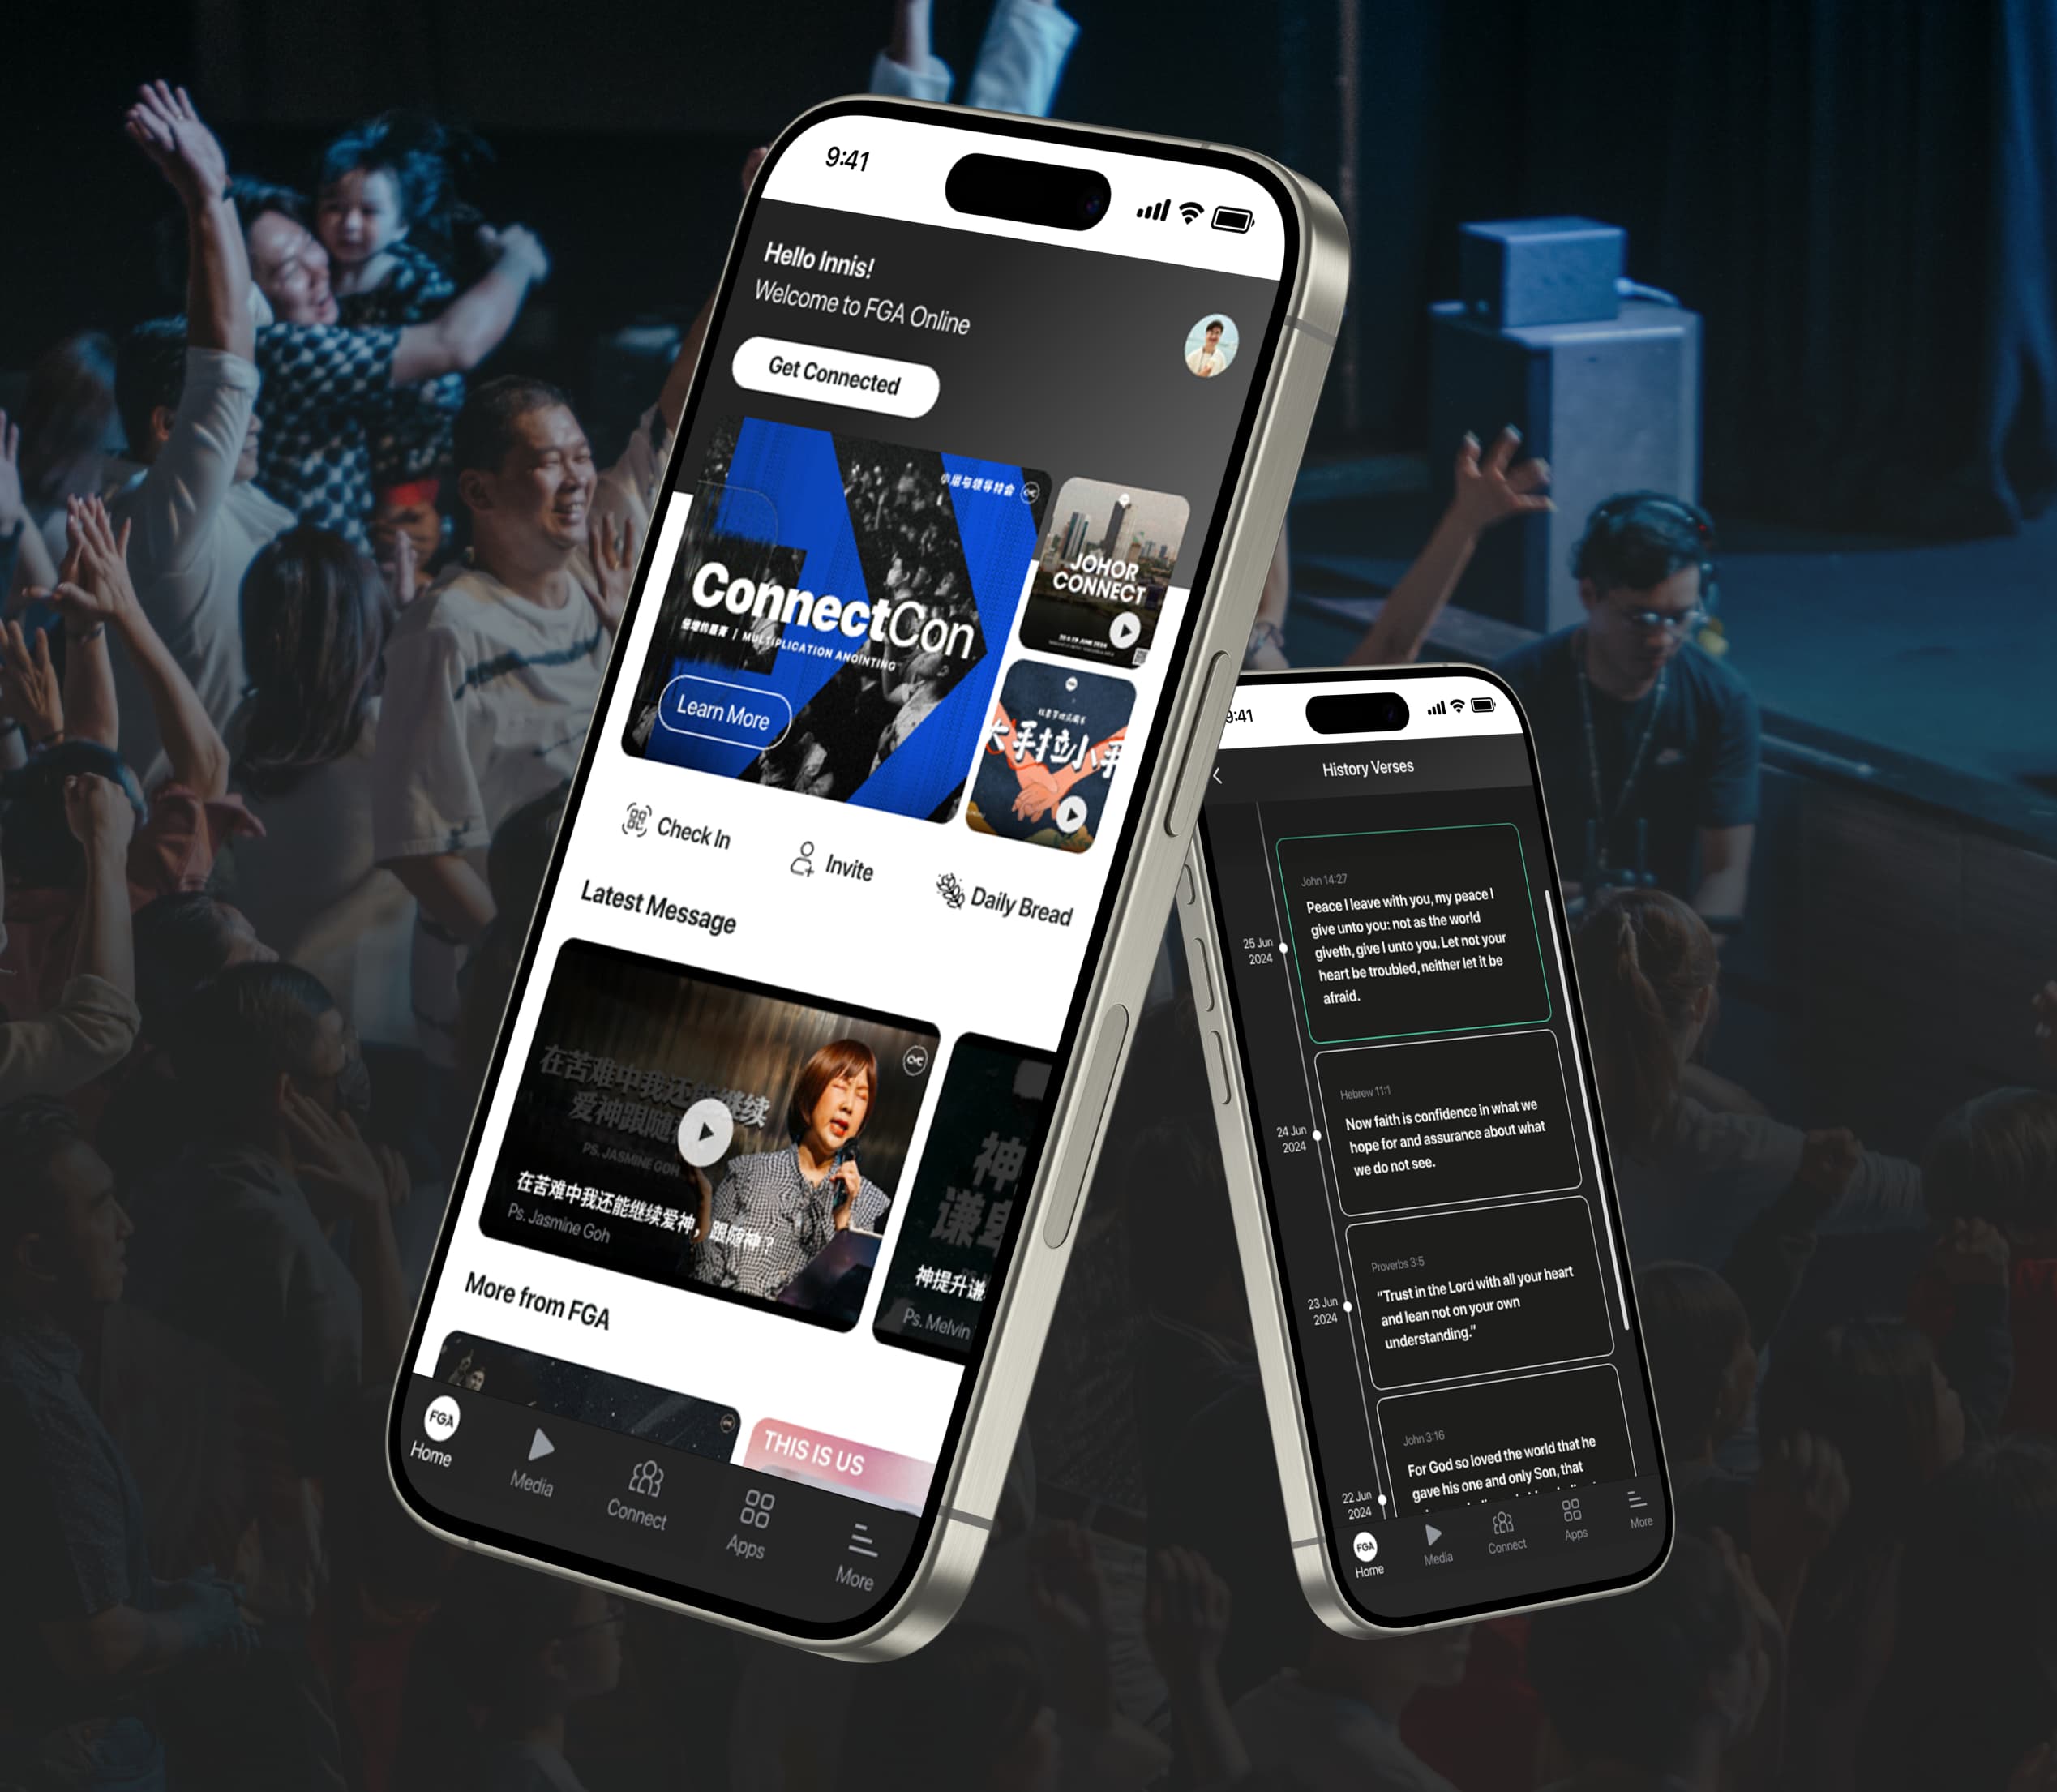 9:41
Hello Innis!
Welcome to FGA Online
Get Connected
小组与领导特会
ConnectCon
倍增的恩膏 | MULTIPLICATION ANOINTING
Learn More
JOHOR
CONNECT
大手拉小手
Check In
Invite
Daily Bread
Latest Message
在苦难中我还能继续
爱神跟随
PS. JASMINE GOH
在苦难中我还能继续爱神，跟随神？
Ps. Jasmine Goh
神
谦卑
神提升谦
Ps. Melvin
More from FGA
THIS IS US
FGA
Home
Media
Connect
Apps
More
9:41
History Verses
25 Jun
2024
John 14:27
Peace I leave with you, my peace I
give unto you: not as the world
giveth, give I unto you. Let not your
heart be troubled, neither let it be
afraid.
24 Jun
2024
Hebrew 11:1
Now faith is confidence in what we
hope for and assurance about what
we do not see.
23 Jun
2024
Proverbs 3:5
“Trust in the Lord with all your heart
and lean not on your own
understanding.”
22 Jun
2024
John 3:16
For God so loved the world that he
gave his one and only Son, that
FGA
Home
Media
Connect
Apps
More